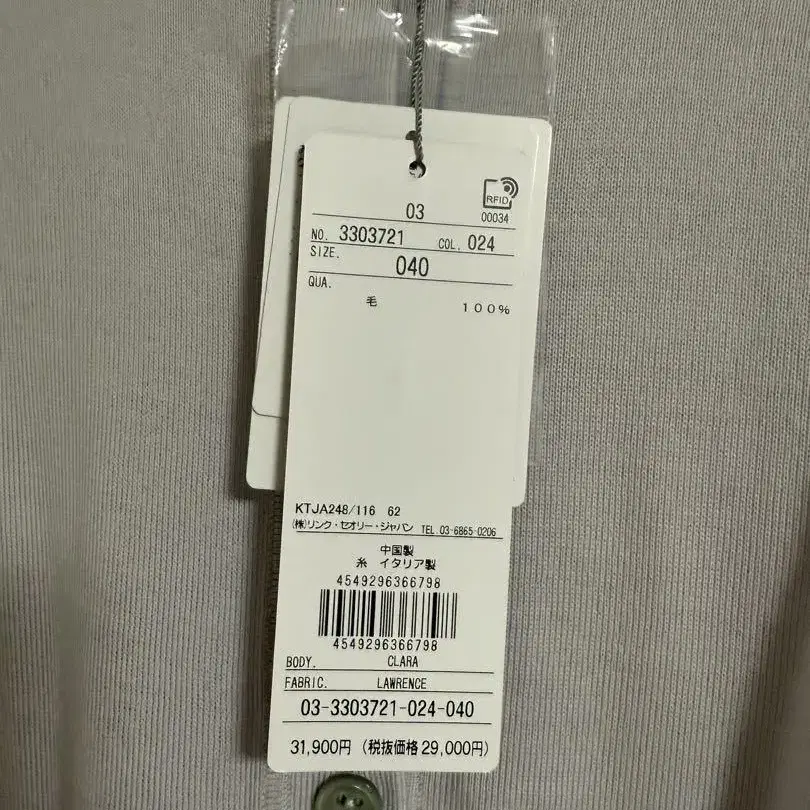 RFID
03 00034
NO. 3303721 COL. 024
SIZE.
040
QUA.
毛 100%
KTJA248/116 62
(株)リンク・セオリー・ジャパン TEL 03-6865-0206
中国製
糸 イタリア製
4549296366798
4549296366798
BODY. CLARA
FABRIC. LAWRENCE
03-3303721-024-040
31,900円 (税抜価格29,000円)